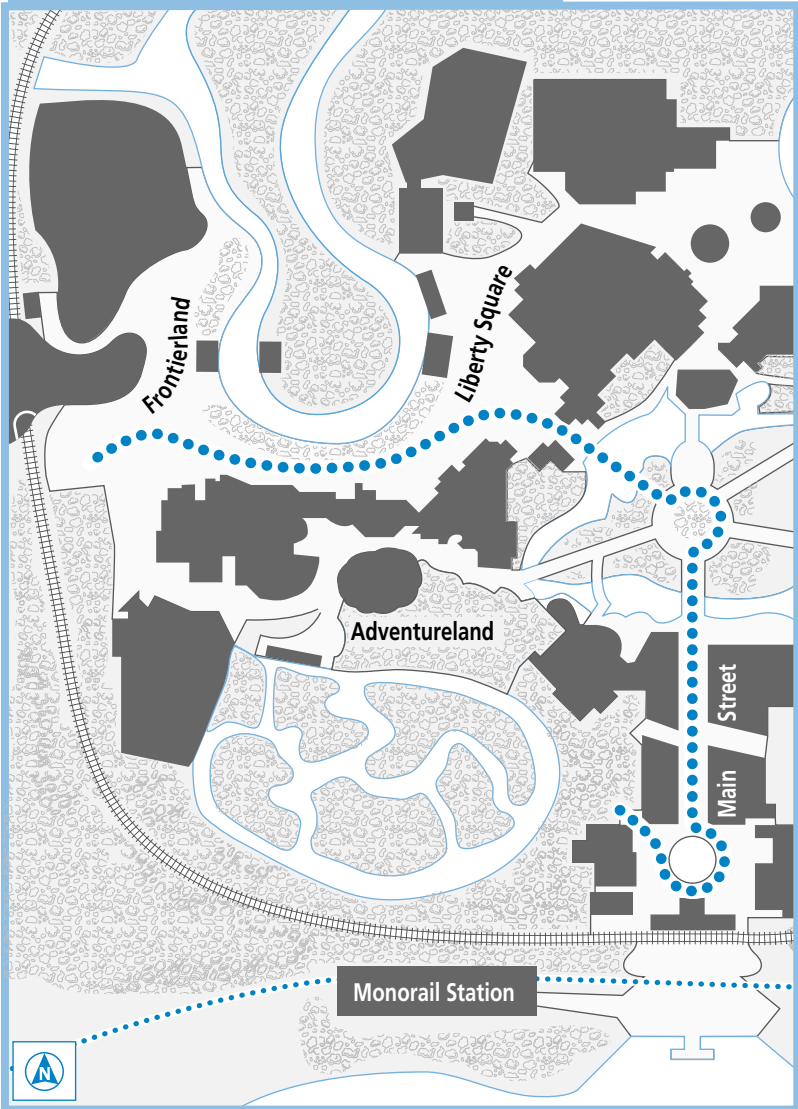 Frontierland
Liberty Square
Adventureland
Street
Main
Monorail Station
N